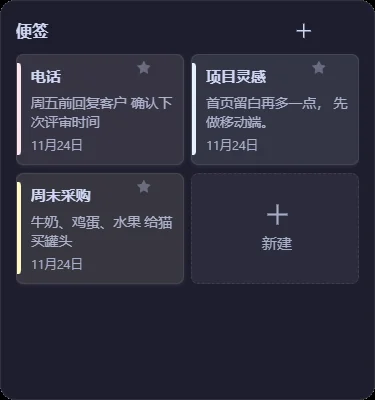 便签
电话
周五前回复客户 确认下
次评审时间
11月24日
项目灵感
首页留白再多一点， 先
做移动端。
11月24日
周末采购
牛奶、鸡蛋、水果 给猫
买罐头
11月24日
新建